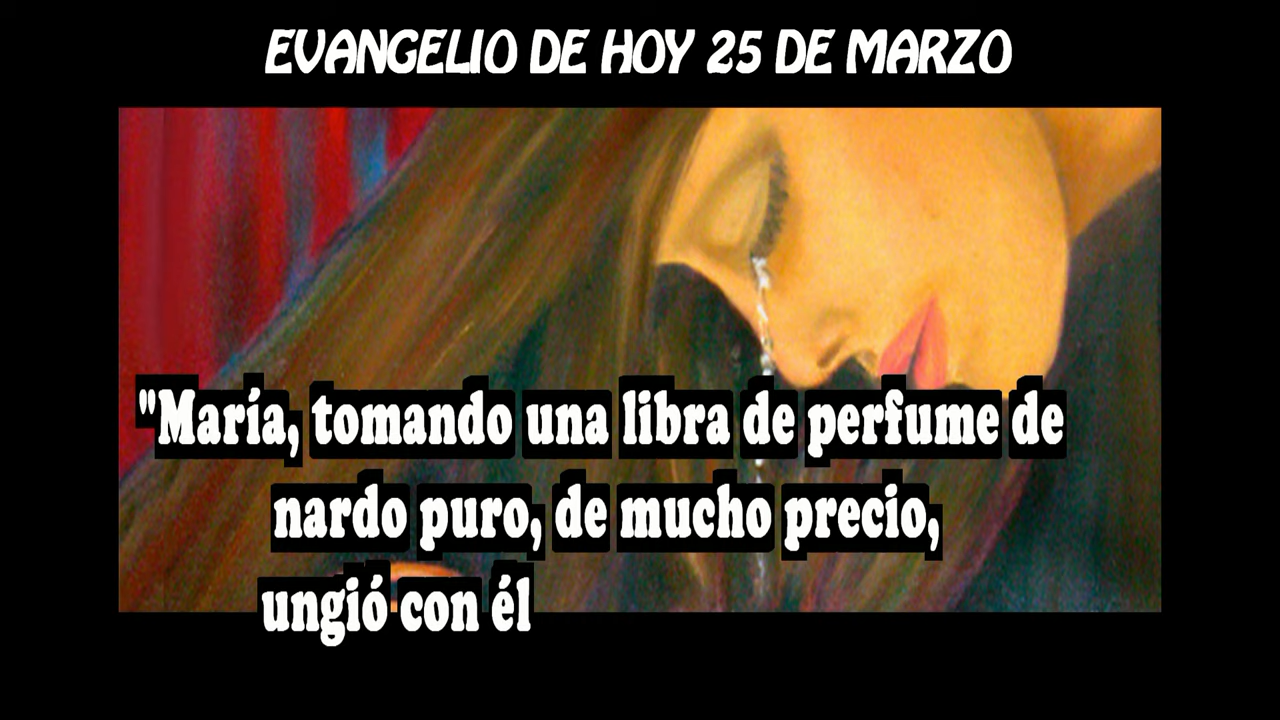 EVANGELIO DE HOY 25 DE MARZO
"María, tomando una libra de perfume de
nardo puro, de mucho precio,
ungió con él